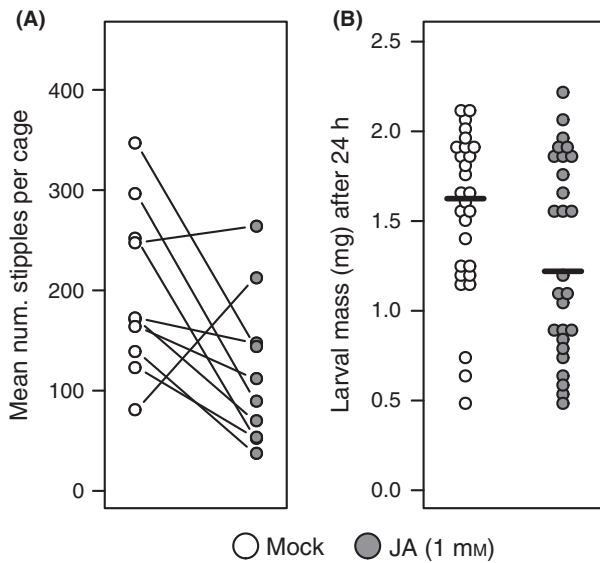 (A)
Mean num. stipples per cage
400
300
200
100
0
(B)
Larval mass (mg) after 24 h
2.5
2.0
1.5
1.0
0.5
0.0
Mock
JA (1 mM)